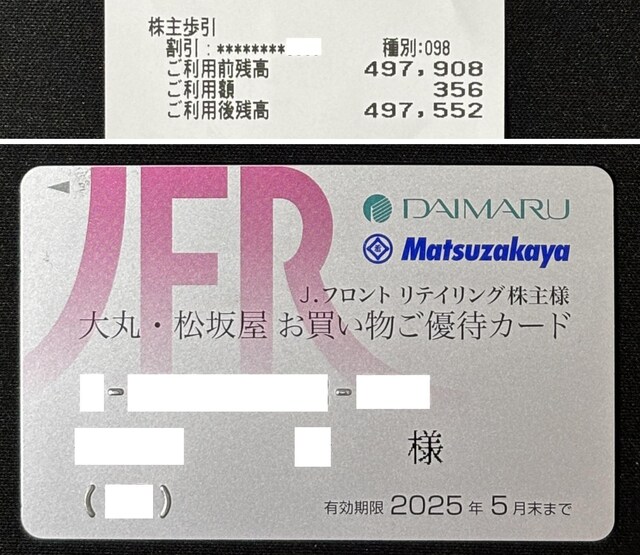 株主歩引
割引:********
種別:098
ご利用前残高 497,908
ご利用額 356
ご利用後残高 497,552
JFR
DAIMARU
Matsuzakaya
J.フロント リテイリング株主様
大丸・松坂屋 お買い物ご優待カード
- -
様
( )
有効期限 2025年 5月末まで